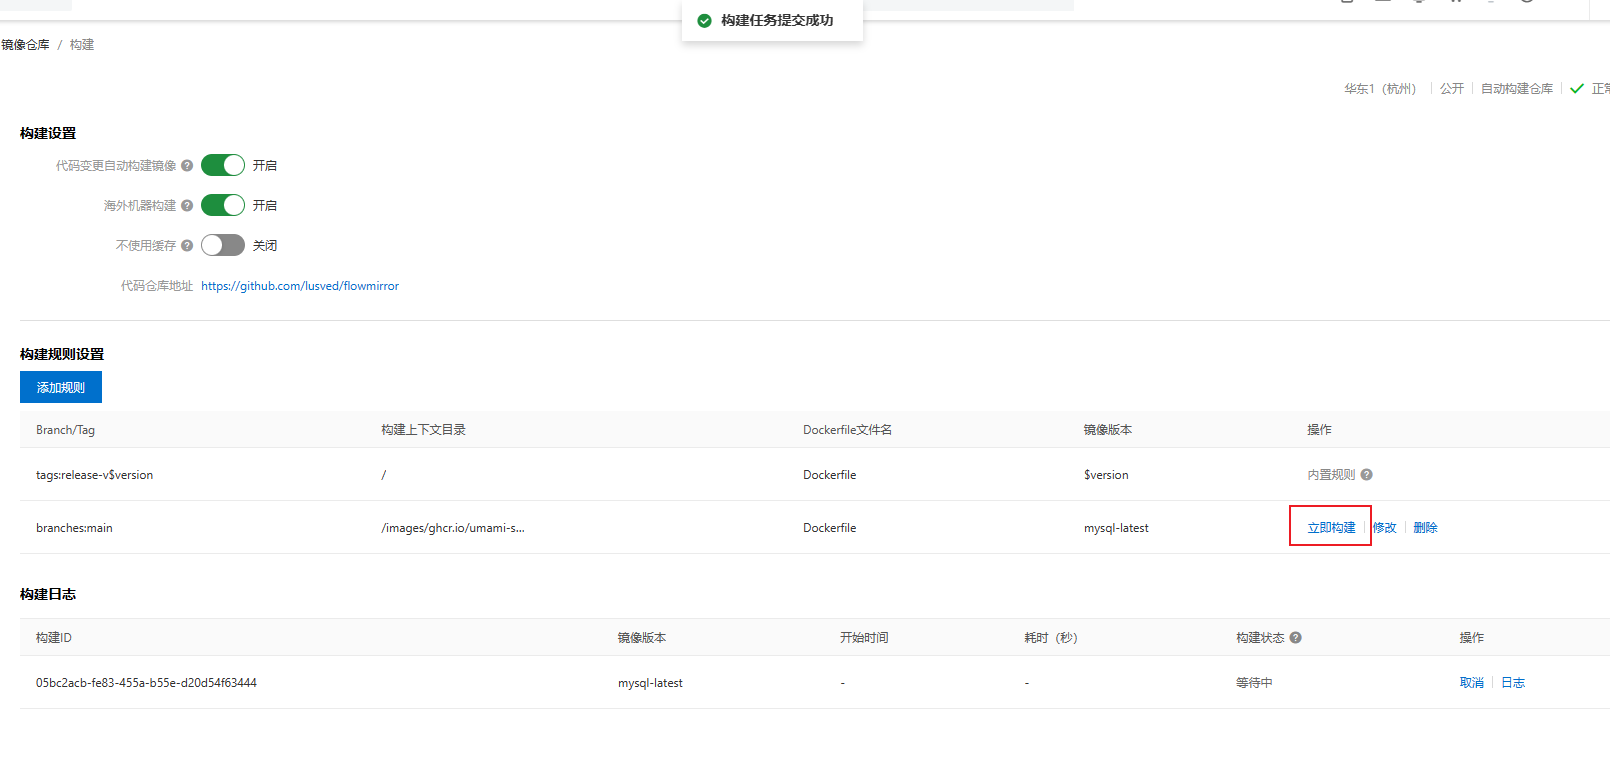 构建任务提交成功
镜像仓库 / 构建
华东1（杭州） 公开 自动构建仓库 正常
构建设置
代码变更自动构建镜像 开启
海外机器构建 开启
不使用缓存 关闭
代码仓库地址 https://github.com/lusved/flowmirror
构建规则设置
添加规则
Branch/Tag 构建上下文目录 Dockerfile文件名 镜像版本 操作
tags:release-v$version / Dockerfile $version 内置规则
branches:main /images/ghcr.io/umami-s... Dockerfile mysql-latest 立即构建 修改 删除
构建日志
构建ID 镜像版本 开始时间 耗时（秒） 构建状态 操作
05bc2acb-fe83-455a-b55e-d20d54f63444 mysql-latest - - 等待中 取消 日志